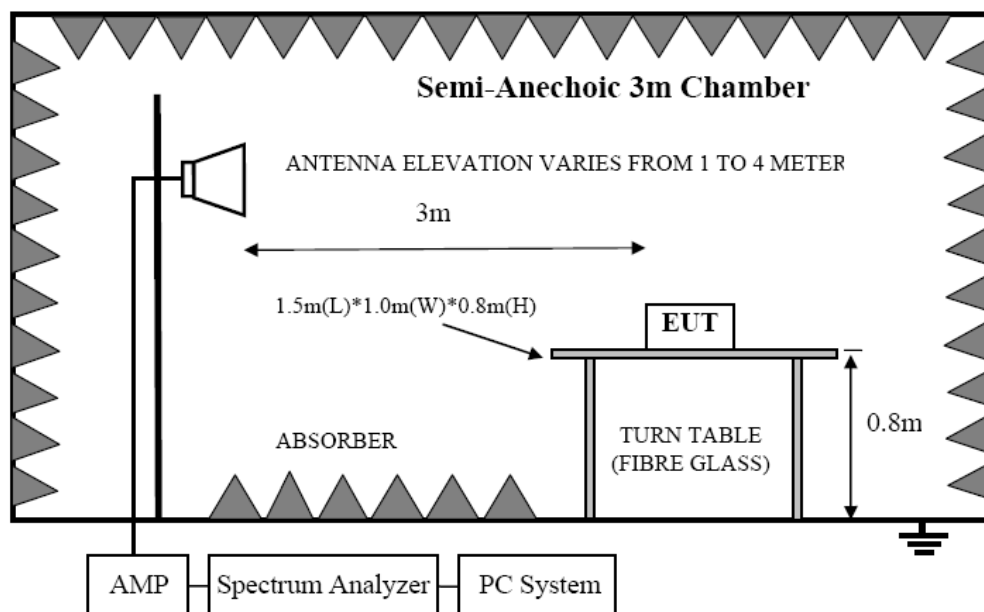 Semi-Anechoic 3m Chamber
ANTENNA ELEVATION VARIES FROM 1 TO 4 METER
3m
1.5m(L)*1.0m(W)*0.8m(H)
EUT
0.8m
ABSORBER
TURN TABLE
(FIBRE GLASS)
AMP
Spectrum Analyzer
PC System